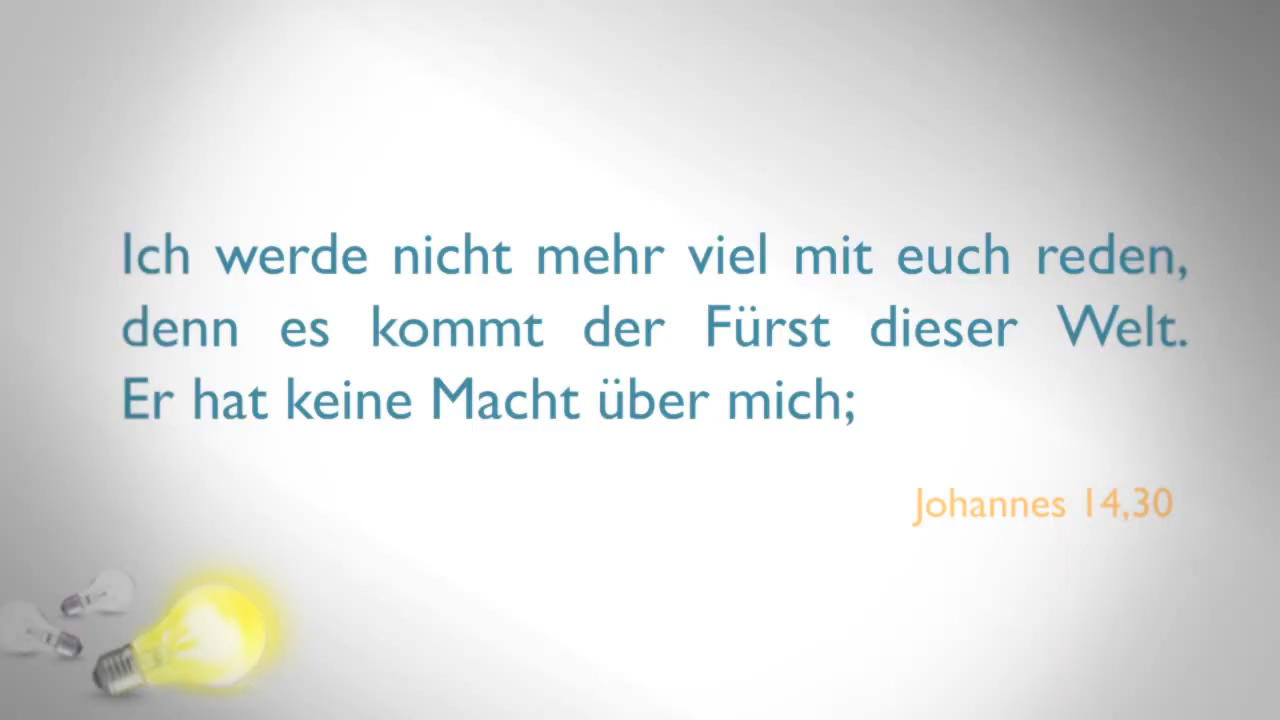 Ich werde nicht mehr viel mit euch reden,
denn es kommt der Fürst dieser Welt.
Er hat keine Macht über mich;
Johannes 14,30